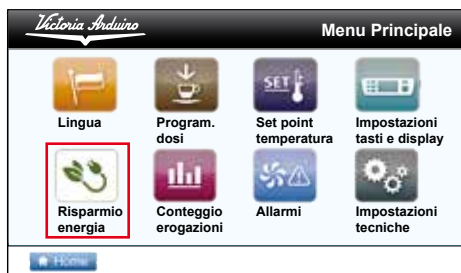 Victoria Arduino
Menu Principale
SET
Lingua
Program. dosi
Set point temperatura
Impostazioni tasti e display
Risparmio energia
Conteggio erogazioni
Allarmi
Impostazioni tecniche
Home